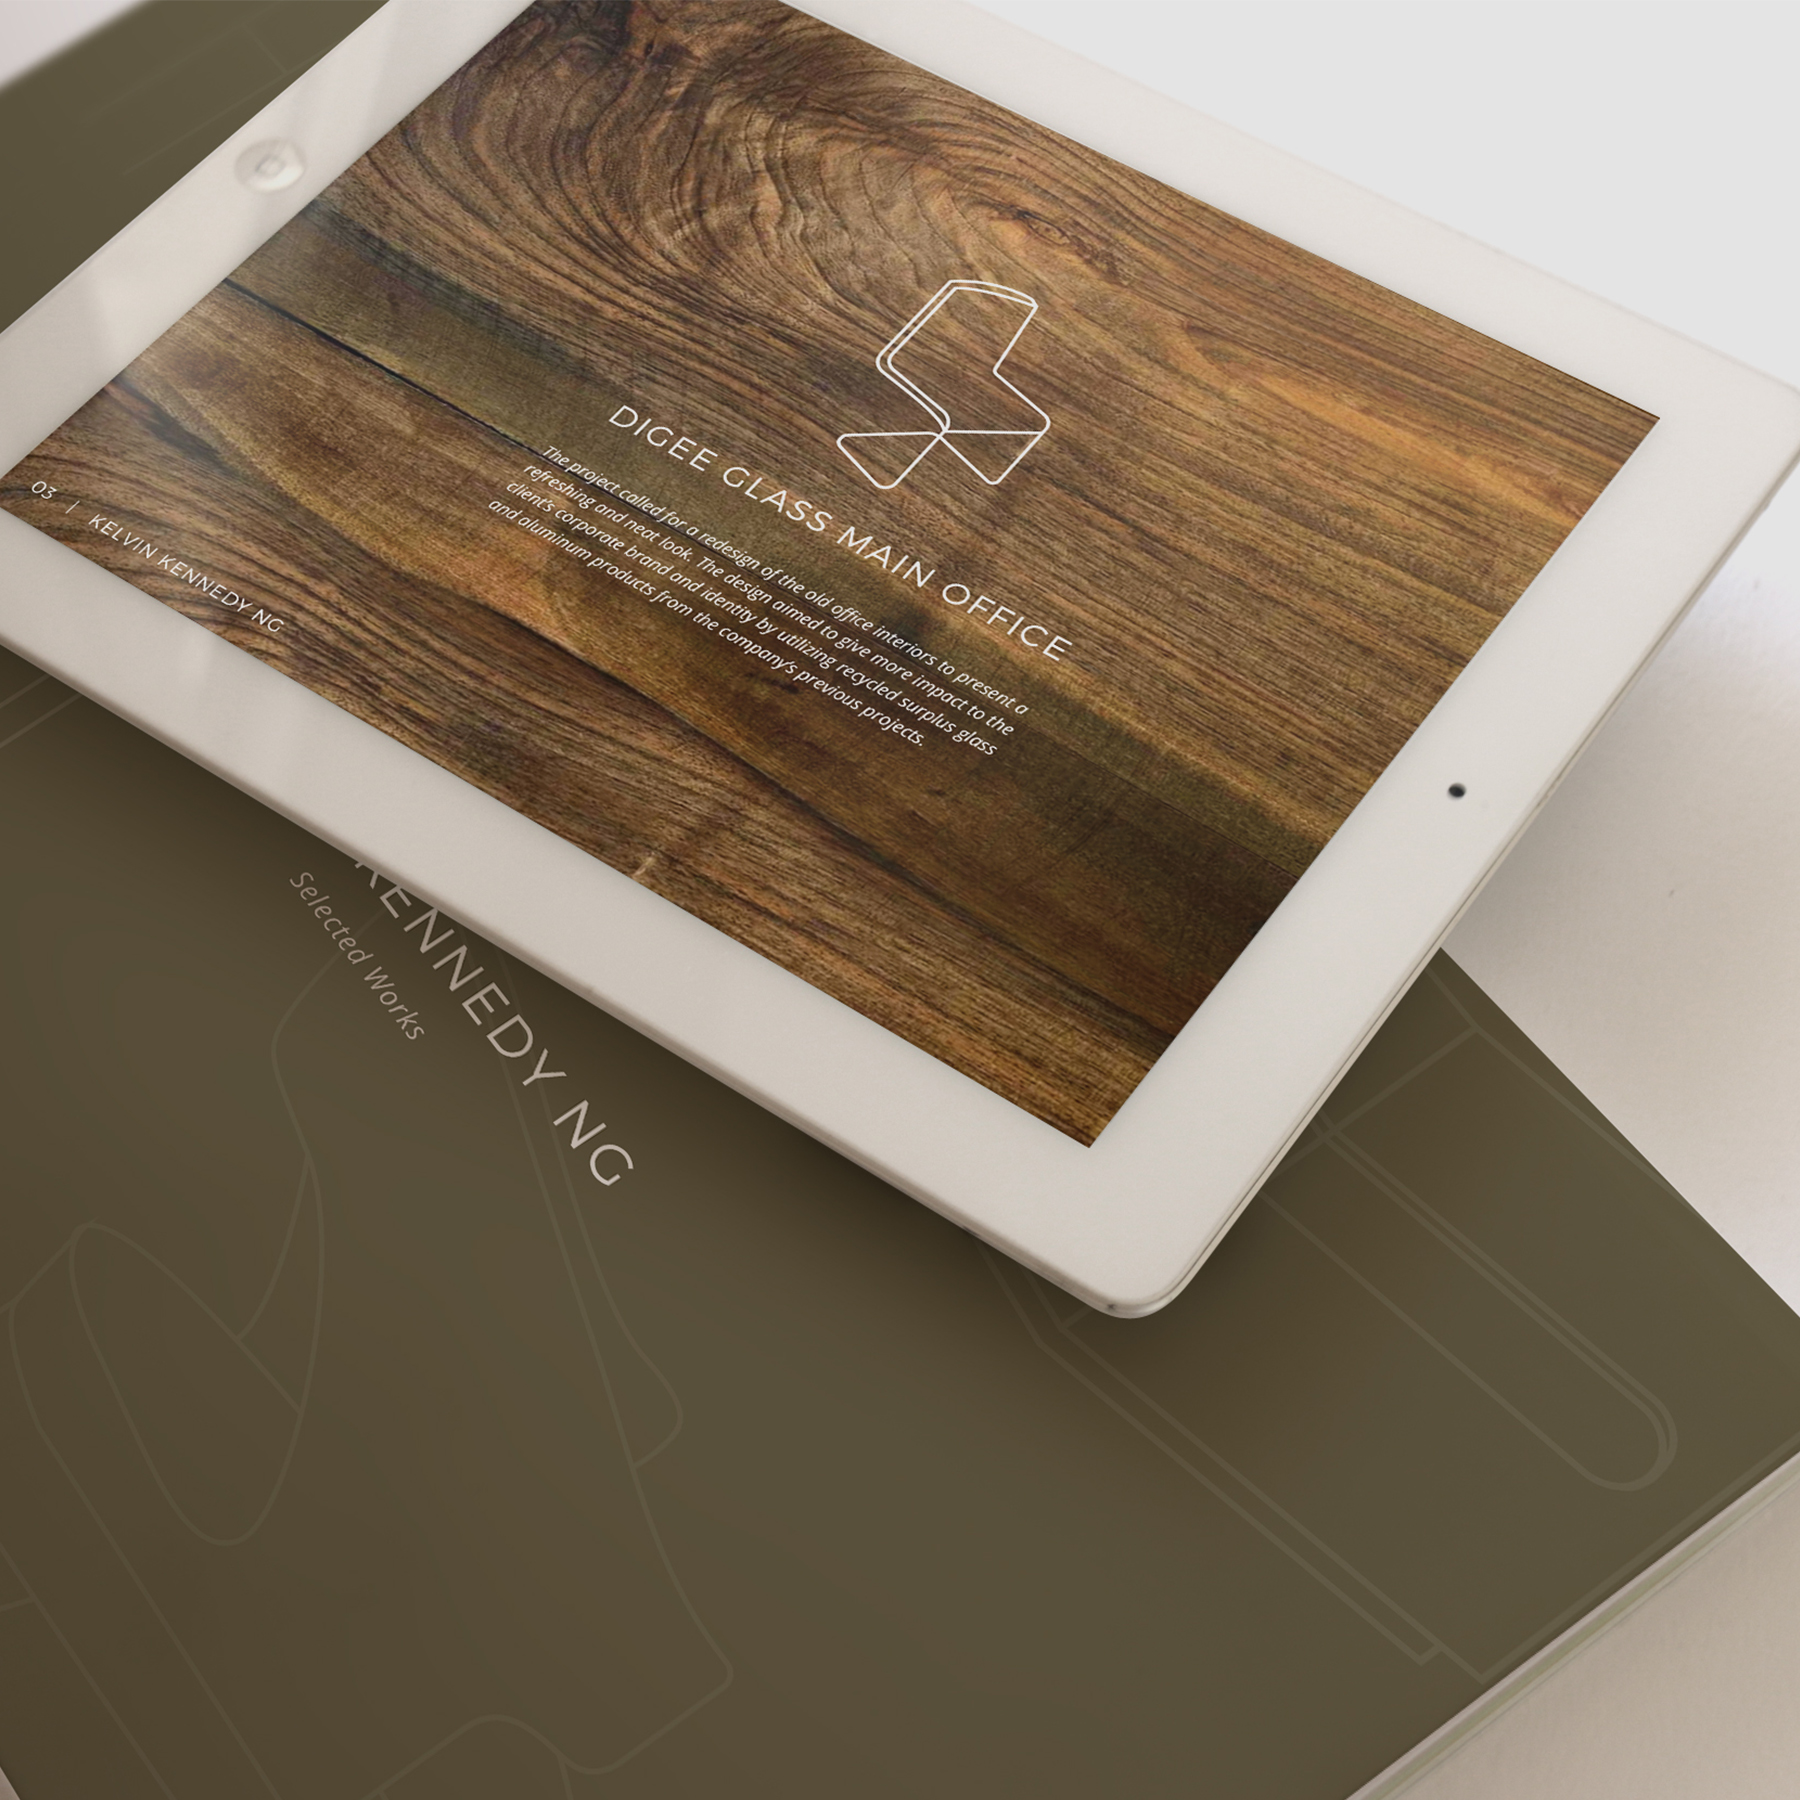 DIGEE GLASS MAIN OFFICE
The project called for a redesign of the old office interiors to present a
refreshing and neat look. The design aimed to give more impact to the
client's corporate brand and identity by utilizing recycled surplus glass
and aluminum products from the company's previous projects.
03 | KELVIN KENNEDY NG
KENNEDY NG
Selected Works